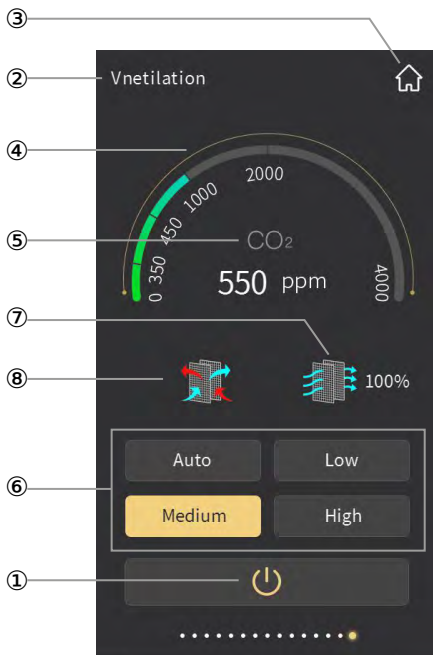 ③
② Vnetilation
④
2000
1000
450
350
0
4000
⑤ CO₂
550 ppm
⑦
⑧ 100%
⑥
Auto Low
Medium High
①